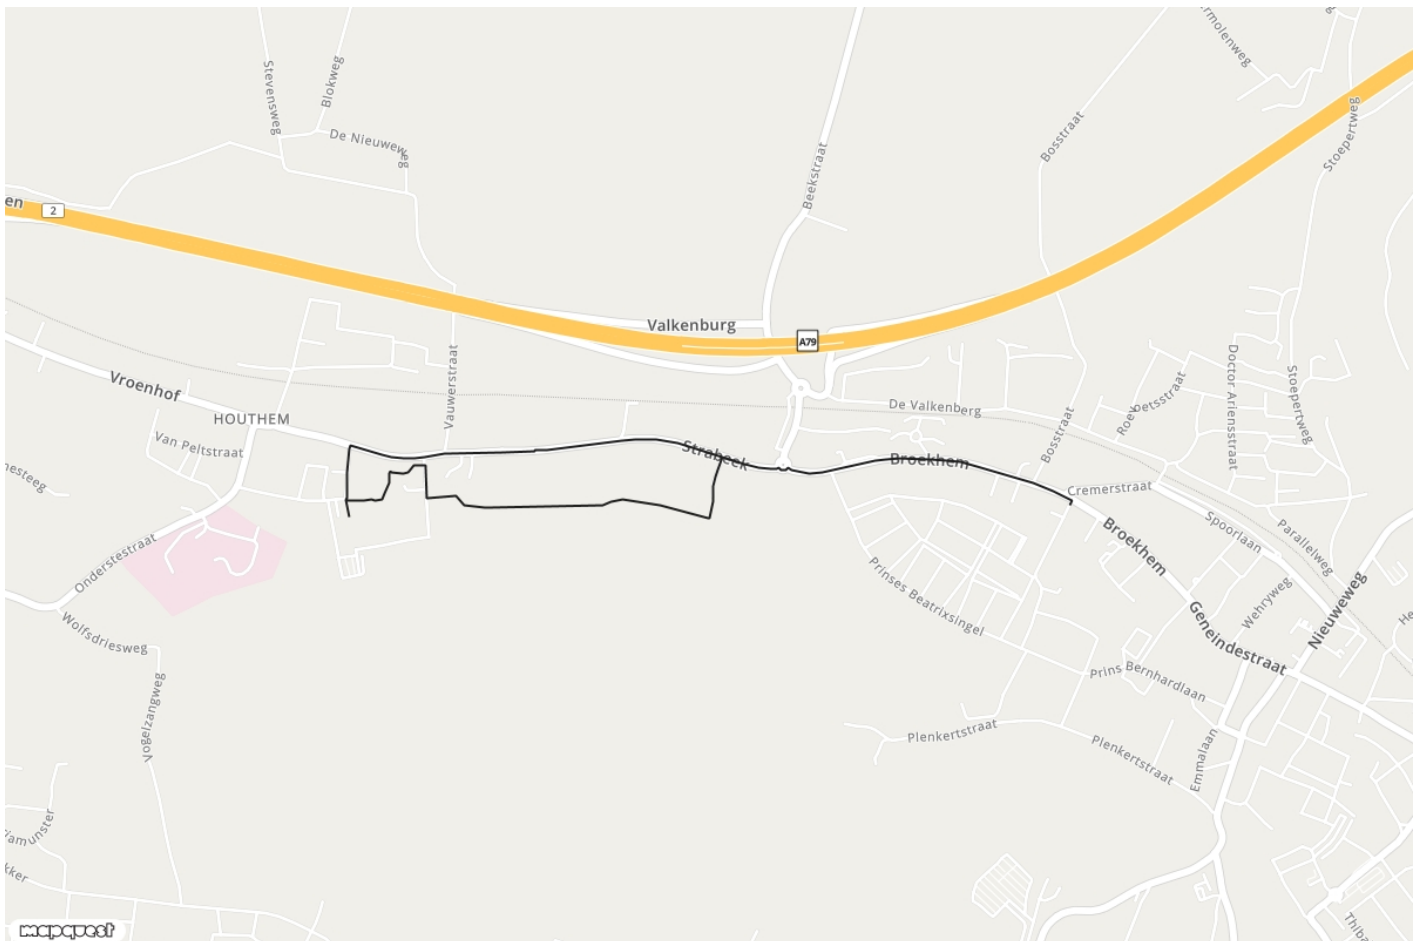 Stevensweg
Blokweg
De Nieuweweg
Beekstraat
Bosstraat
Stoepertweg
en
2
Valkenburg
A79
Vroenhof
HOUTHEM
Vauwerstraat
Van Peltstraat
Strabeek
De Valkenberg
Broekhem
Bosstraat
Doctor Ariensstraat
Stoepertweg
Cremerstraat
Onderstestraat
Broekhem
Spoorlaan
Parallelweg
Wehryweg
Nieuweweg
Prinses Beatrixsingel
Geneindestraat
Wolfsdriesweg
Vogelzangweg
Prins Bernhardlaan
Plenkertstraat
Plenkertstraat
Emmalaan
mapquest